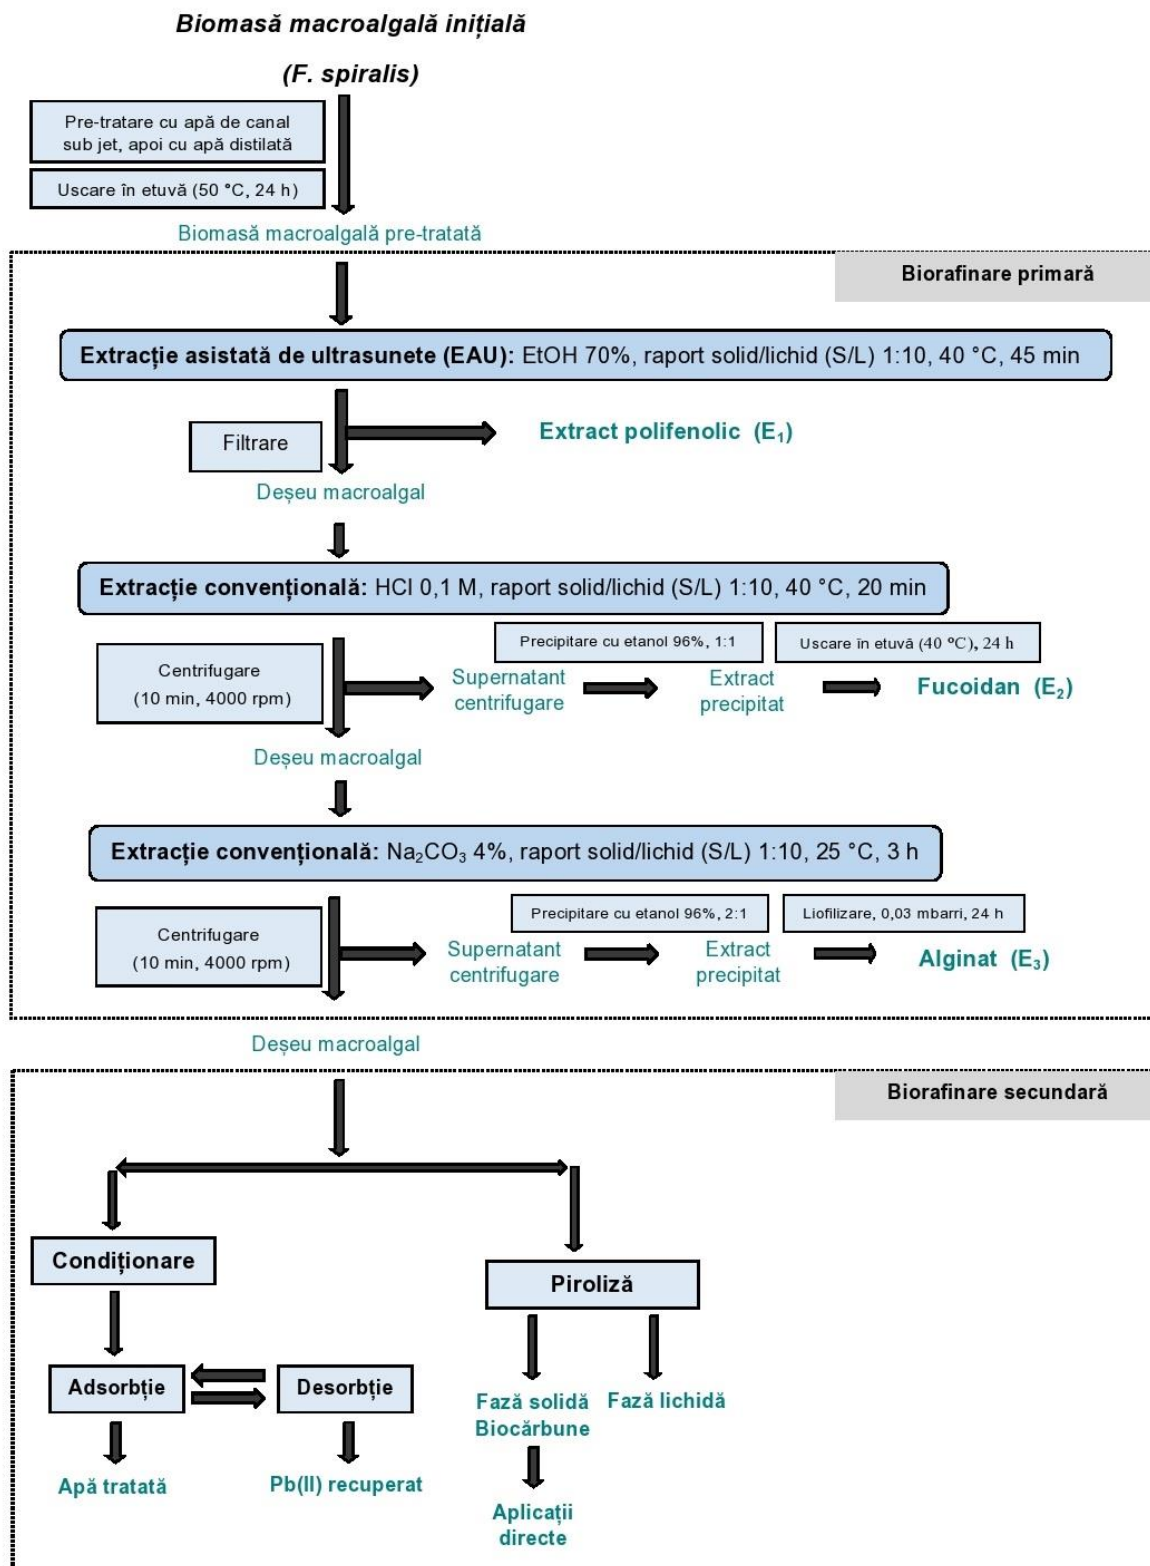 Biomasă macroalgală inițială
(F. spiralis)
Pre-tratare cu apă de canal
sub jet, apoi cu apă distilată
Uscare în etuvă (50 °C, 24 h)
Biomasă macroalgală pre-tratată
Biorafinare primară
Extracție asistată de ultrasunete (EAU): EtOH 70%, raport solid/lichid (S/L) 1:10, 40 °C, 45 min
Filtrare
Extract polifenolic (E₁)
Deșeu macroalgal
Extracție convențională: HCl 0,1 M, raport solid/lichid (S/L) 1:10, 40 °C, 20 min
Centrifugare
(10 min, 4000 rpm)
Precipitare cu etanol 96%, 1:1
Uscare în etuvă (40 °C), 24 h
Supernatant
centrifugare
Extract
precipitat
Fucoidan (E₂)
Deșeu macroalgal
Extracție convențională: Na₂CO₃ 4%, raport solid/lichid (S/L) 1:10, 25 °C, 3 h
Centrifugare
(10 min, 4000 rpm)
Precipitare cu etanol 96%, 2:1
Liofilizare, 0,03 mbarri, 24 h
Supernatant
centrifugare
Extract
precipitat
Alginat (E₃)
Deșeu macroalgal
Biorafinare secundară
Condiționare
Piroliză
Adsorbție
Desorbție
Fază solidă
Biocărbune
Fază lichidă
Apă tratată
Pb(II) recuperat
Aplicații
directe